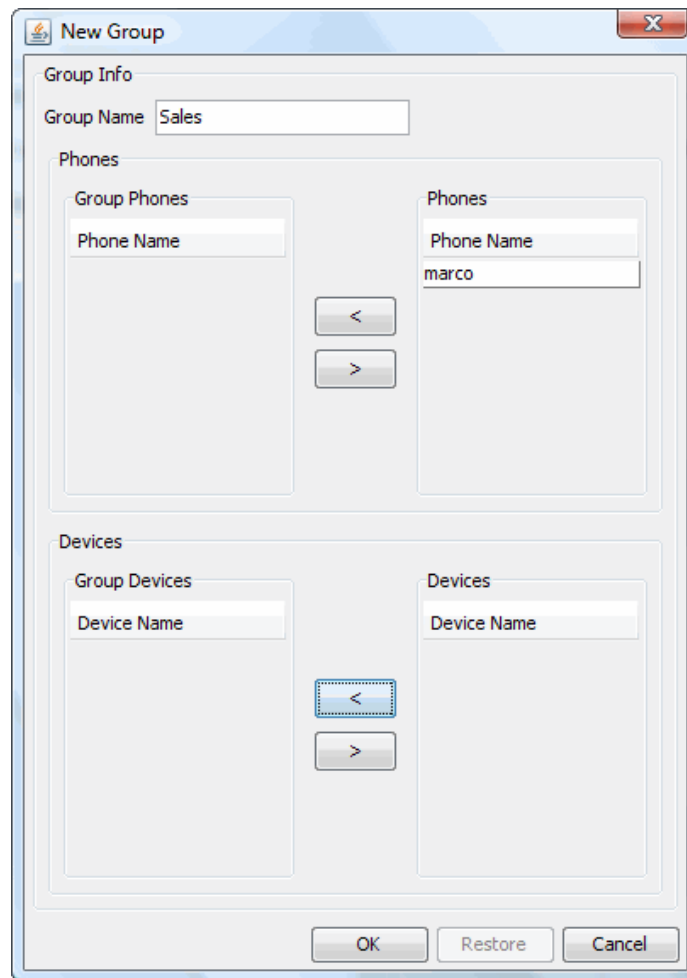 New Group
Group Info
Group Name Sales
Phones
Group Phones
Phone Name
Phones
Phone Name
marco
<
>
Devices
Group Devices
Device Name
Devices
Device Name
<
>
OK Restore Cancel